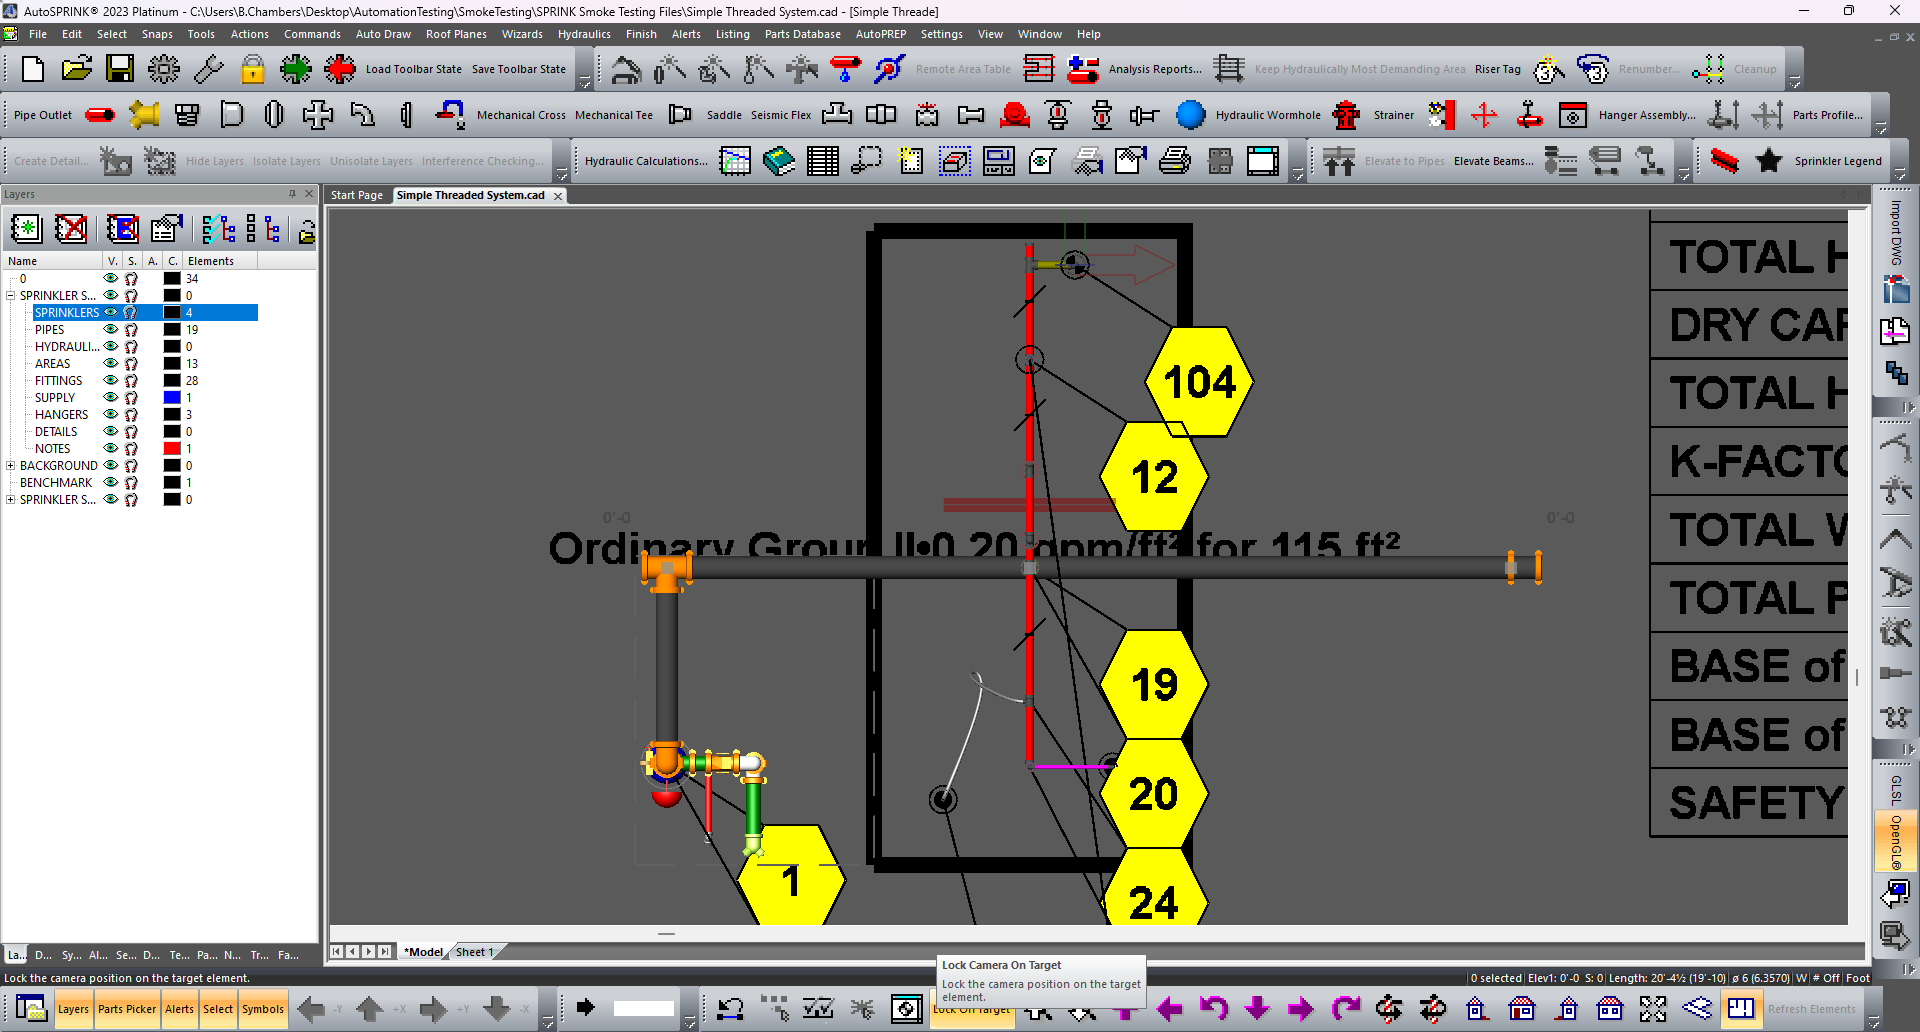 AutoSPRINK® 2023 Platinum - C:\Users\B.Chambers\Desktop\AutomationTesting\SmokeTesting\SPRINK Smoke Testing Files\Simple Threaded System.cad - [Simple Threade]
File Edit Select Snaps Tools Actions Commands Auto Draw Roof Planes Wizards Hydraulics Finish Alerts Listing Parts Database AutoPREP Settings View Window Help
Load Toolbar State Save Toolbar State Remote Area Table Analysis Reports... Keep Hydraulically Most Demanding Area Riser Tag Renumber... Cleanup
Pipe Outlet Mechanical Cross Mechanical Tee Saddle Seismic Flex Hydraulic Wormhole Strainer Hanger Assembly... Parts Profile...
Create Detail... Hide Layers Isolate Layers Unisolate Layers Interference Checking... Hydraulic Calculations... Elevate to Pipes Elevate Beams... Sprinkler Legend
Layers
Start Page Simple Threaded System.cad
Name V. S. A. C. Elements
0 34
SPRINKLER S... 0
SPRINKLERS 4
PIPES 19
HYDRAULI... 0
AREAS 13
FITTINGS 28
SUPPLY 1
HANGERS 3
DETAILS 0
NOTES 1
BACKGROUND 0
BENCHMARK 1
SPRINKLER S... 0
104
12
0'-0
0'-0
Ordinary Group II•0.20 gpm/ft² for 115 ft²
19
20
24
1
TOTAL H
DRY CAP
TOTAL H
K-FACTO
TOTAL W
TOTAL P
BASE of
BASE of
SAFETY
Import DWG
GLSL
OpenGL®
La... D... Sy... Al... Se... D... Te... Pa... N... Tr... Fa...
*Model Sheet 1
Lock Camera On Target
Lock the camera position on the target
element.
Lock the camera position on the target element.
0 selected Elev1: 0'-0 S: 0 Length: 20'-4½ (19'-10) ø 6 (6.3570) W # Off Foot
Layers Parts Picker Alerts Select Symbols -Y +X +Y -X Lock On Target Refresh Elements